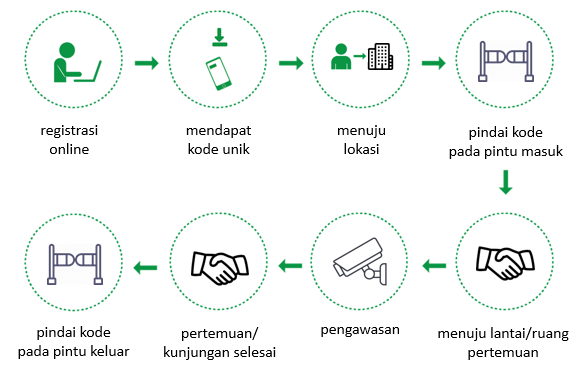 registrasi
online
mendapat
kode unik
menuju
lokasi
pindai kode
pada pintu masuk
menuju lantai/ruang
pertemuan
pengawasan
pertemuan/
kunjungan selesai
pindai kode
pada pintu keluar